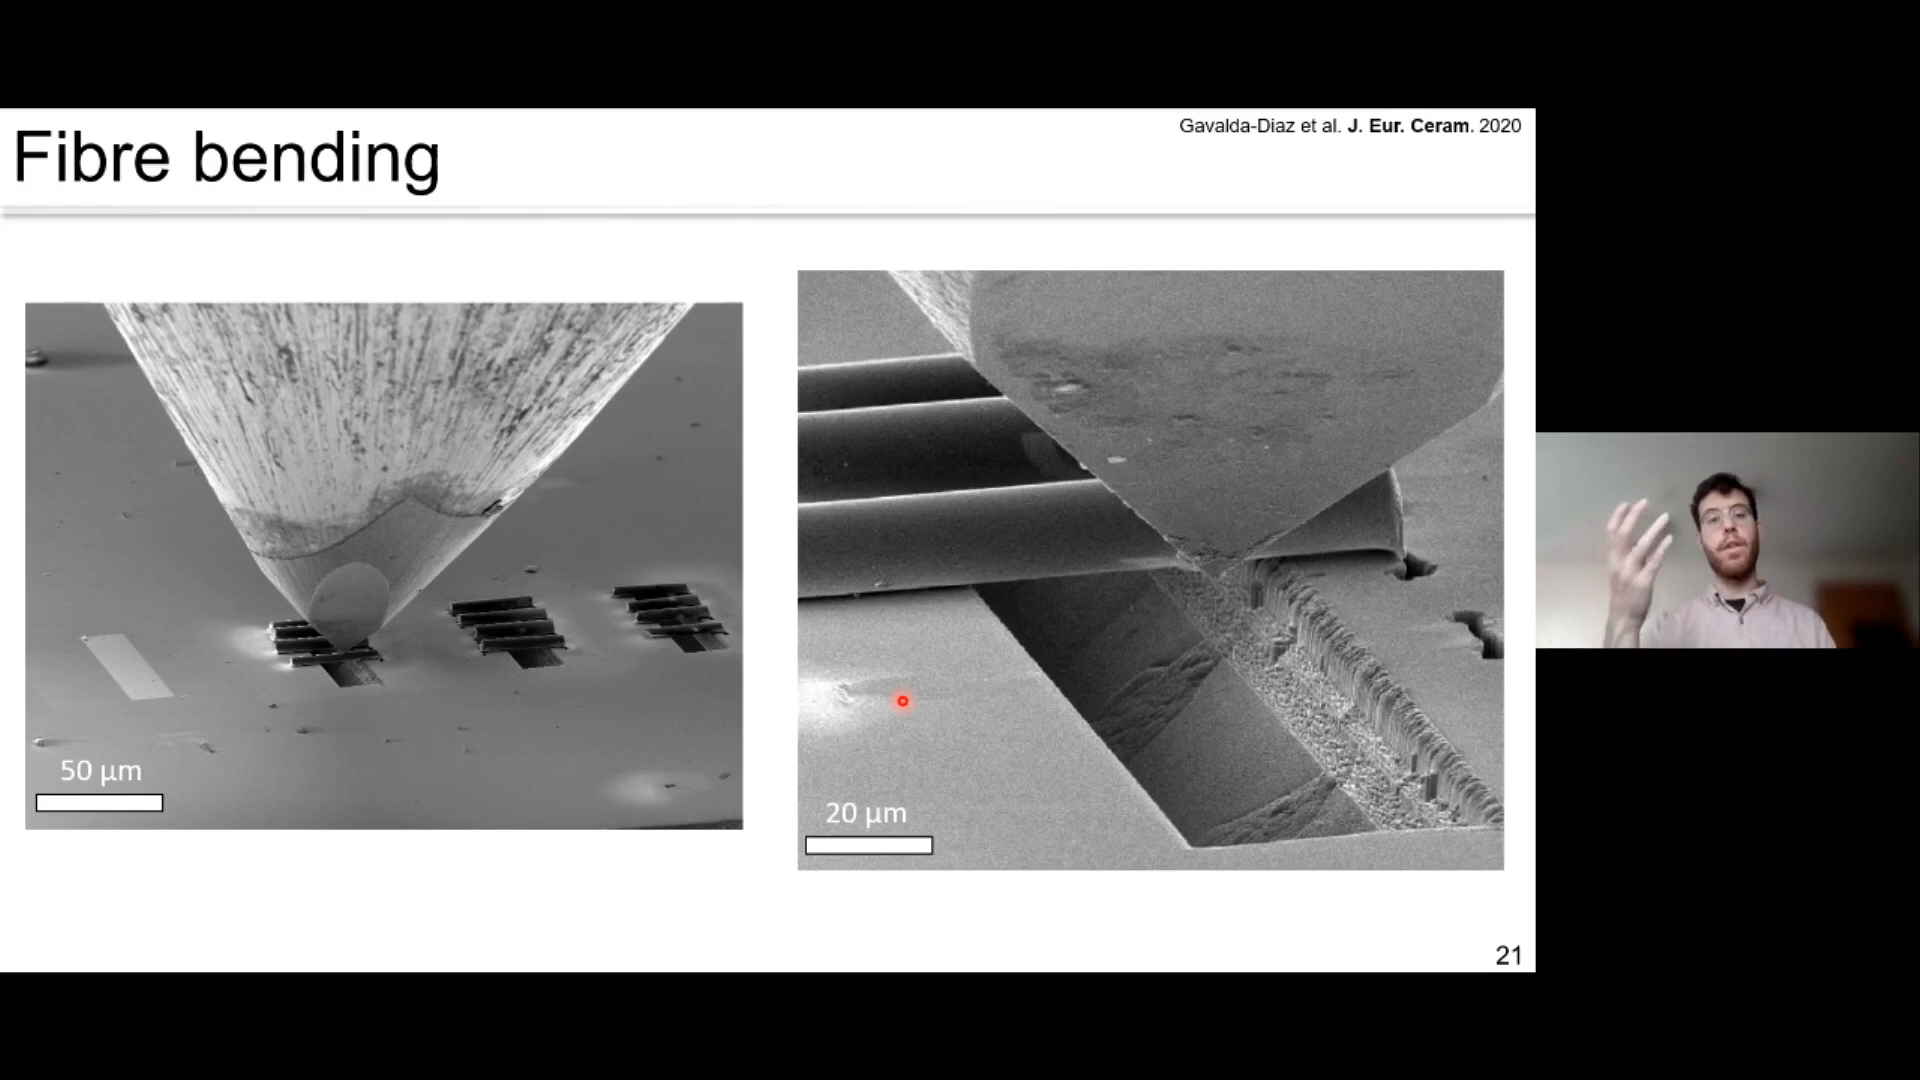 Gavalda-Diaz et al. J. Eur. Ceram. 2020
Fibre bending
50 μm
20 μm
21